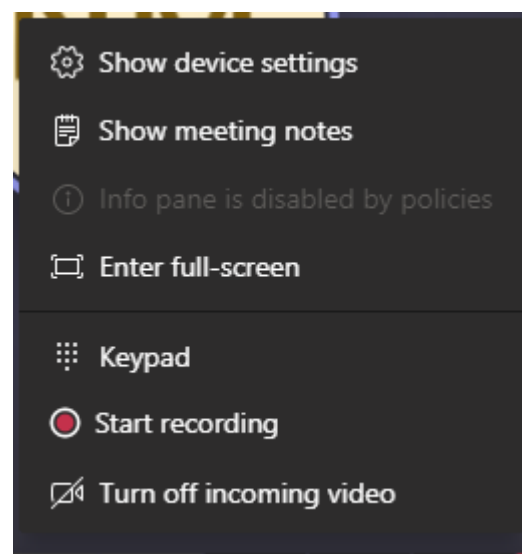 Show device settings
Show meeting notes
Info pane is disabled by policies
Enter full-screen
Keypad
Start recording
Turn off incoming video